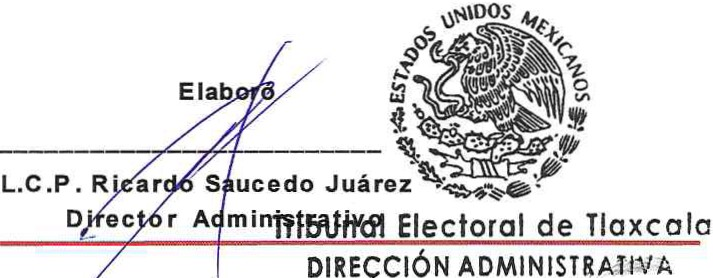 ESTADOS UNIDOS MEXICANOS
Elaboró
L.C.P. Ricardo Saucedo Juárez
Director Administrativo
Tribunal Electoral de Tlaxcala
DIRECCIÓN ADMINISTRATIVA